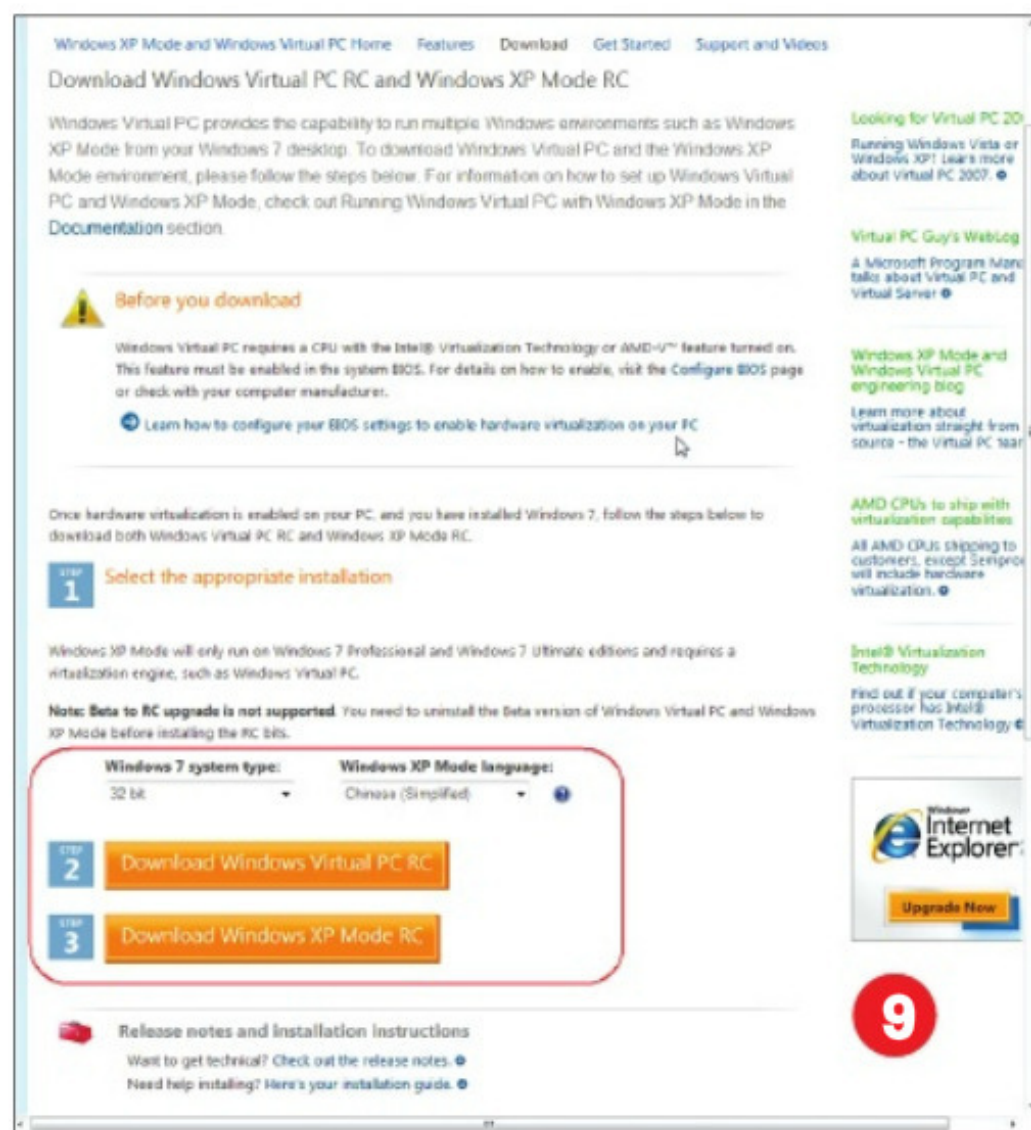 Windows XP Mode and Windows Virtual PC Home Features Download Get Started Support and Videos
Download Windows Virtual PC RC and Windows XP Mode RC
Windows Virtual PC provides the capability to run multiple Windows environments such as Windows
XP Mode from your Windows 7 desktop. To download Windows Virtual PC and the Windows XP
Mode environment, please follow the steps below. For information on how to set up Windows Virtual
PC and Windows XP Mode, check out Running Windows Virtual PC with Windows XP Mode in the
Documentation section.
Before you download
Windows Virtual PC requires a CPU with the Intel® Virtualization Technology or AMD-V™ feature turned on.
This feature must be enabled in the system BIOS. For details on how to enable, visit the Configure BIOS page
or check with your computer manufacturer.
Learn how to configure your BIOS settings to enable hardware virtualization on your PC
Once hardware virtualization is enabled on your PC, and you have installed Windows 7, follow the steps below to
download both Windows Virtual PC RC and Windows XP Mode RC.
STEP
1
Select the appropriate installation
Windows XP Mode will only run on Windows 7 Professional and Windows 7 Ultimate editions and requires a
virtualization engine, such as Windows Virtual PC.
Note: Beta to RC upgrade is not supported. You need to uninstall the Beta version of Windows Virtual PC and Windows
XP Mode before installing the RC bits.
Windows 7 system type: Windows XP Mode language:
32 bit Chinese (Simplified)
STEP
2
Download Windows Virtual PC RC
STEP
3
Download Windows XP Mode RC
Release notes and installation instructions
Want to get technical? Check out the release notes.
Need help installing? Here's your installation guide.
Looking for Virtual PC 20
Running Windows Vista or
Windows XP? Learn more
about Virtual PC 2007.
Virtual PC Guy's WebLog
A Microsoft Program Mana
talks about Virtual PC and
Virtual Server
Windows XP Mode and
Windows Virtual PC
engineering blog
Learn more about
virtualization straight from
source - the Virtual PC tear
AMD CPUs to ship with
virtualization capabilities
All AMD CPUs shipping to
customers, except Sempro
will include hardware
virtualization.
Intel® Virtualization
Technology
Find out if your computer's
processor has Intel®
Virtualization Technology
Windows
Internet
Explorer
Upgrade Now
9